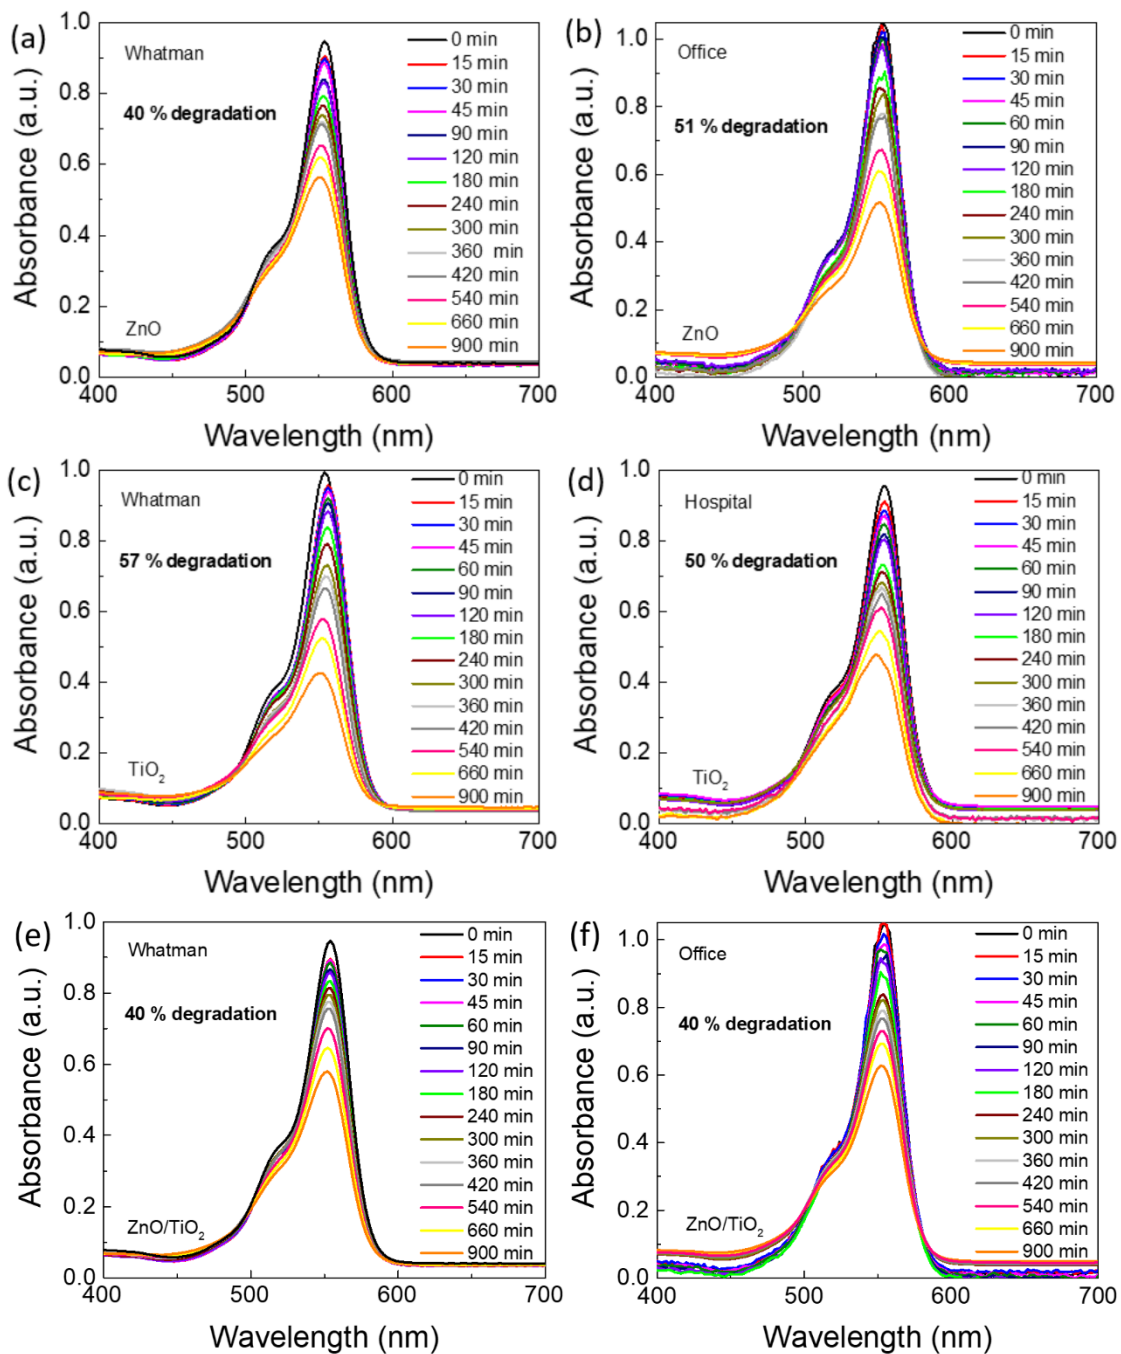 (a)
Absorbance (a.u.)
1.0
0.8
0.6
0.4
0.2
0.0
Whatman
40 % degradation
ZnO
0 min
15 min
30 min
45 min
90 min
120 min
180 min
240 min
300 min
360 min
420 min
540 min
660 min
900 min
400 500 600 700
Wavelength (nm)
(b)
Absorbance (a.u.)
1.0
0.8
0.6
0.4
0.2
0.0
Office
51 % degradation
ZnO
0 min
15 min
30 min
45 min
60 min
90 min
120 min
180 min
240 min
300 min
360 min
420 min
540 min
660 min
900 min
400 500 600 700
Wavelength (nm)
(c)
Absorbance (a.u.)
1.0
0.8
0.6
0.4
0.2
0.0
Whatman
57 % degradation
TiO₂
0 min
15 min
30 min
45 min
60 min
90 min
120 min
180 min
240 min
300 min
360 min
420 min
540 min
660 min
900 min
400 500 600 700
Wavelength (nm)
(d)
Absorbance (a.u.)
1.0
0.8
0.6
0.4
0.2
0.0
Hospital
50 % degradation
TiO₂
0 min
15 min
30 min
45 min
60 min
90 min
120 min
180 min
240 min
300 min
360 min
420 min
540 min
660 min
900 min
400 500 600 700
Wavelength (nm)
(e)
Absorbance (a.u.)
1.0
0.8
0.6
0.4
0.2
0.0
Whatman
40 % degradation
ZnO/TiO₂
0 min
15 min
30 min
45 min
60 min
90 min
120 min
180 min
240 min
300 min
360 min
420 min
540 min
660 min
900 min
400 500 600 700
Wavelength (nm)
(f)
Absorbance (a.u.)
1.0
0.8
0.6
0.4
0.2
0.0
Office
40 % degradation
ZnO/TiO₂
0 min
15 min
30 min
45 min
60 min
90 min
120 min
180 min
240 min
300 min
360 min
420 min
540 min
660 min
900 min
400 500 600 700
Wavelength (nm)